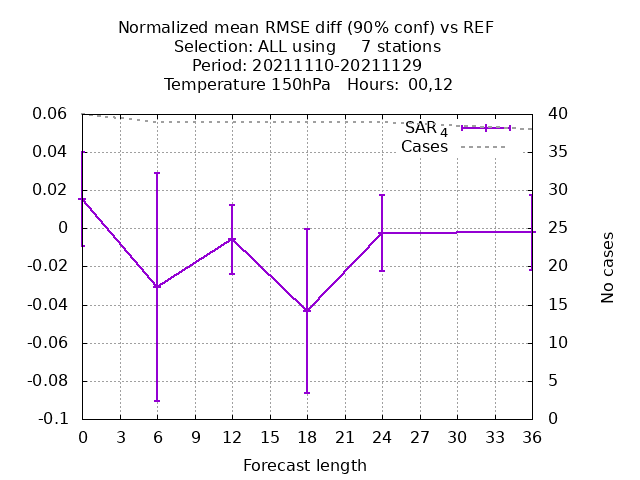 Normalized mean RMSE diff (90% conf) vs REF
Selection: ALL using     7 stations
Period: 20211110-20211129
Temperature 150hPa   Hours: 00,12
0.06
0.04
0.02
0
-0.02
-0.04
-0.06
-0.08
-0.1
40
35
30
25
20
15
10
5
0
SAR 4
Cases
No cases
0 3 6 9 12 15 18 21 24 27 30 33 36
Forecast length